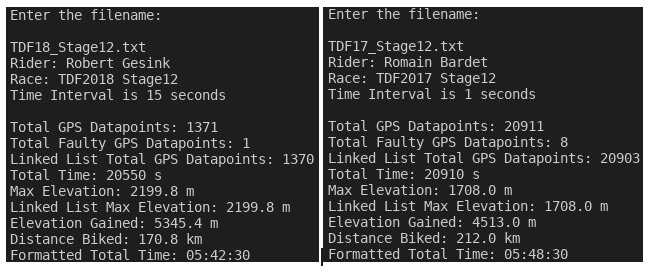 Enter the filename:
TDF18_Stage12.txt
Rider: Robert Gesink
Race: TDF2018 Stage12
Time Interval is 15 seconds
Total GPS Datapoints: 1371
Total Faulty GPS Datapoints: 1
Linked List Total GPS Datapoints: 1370
Total Time: 20550 s
Max Elevation: 2199.8 m
Linked List Max Elevation: 2199.8 m
Elevation Gained: 5345.4 m
Distance Biked: 170.8 km
Formatted Total Time: 05:42:30
Enter the filename:
TDF17_Stage12.txt
Rider: Romain Bardet
Race: TDF2017 Stage12
Time Interval is 1 seconds
Total GPS Datapoints: 20911
Total Faulty GPS Datapoints: 8
Linked List Total GPS Datapoints: 20903
Total Time: 20910 s
Max Elevation: 1708.0 m
Linked List Max Elevation: 1708.0 m
Elevation Gained: 4513.0 m
Distance Biked: 212.0 km
Formatted Total Time: 05:48:30